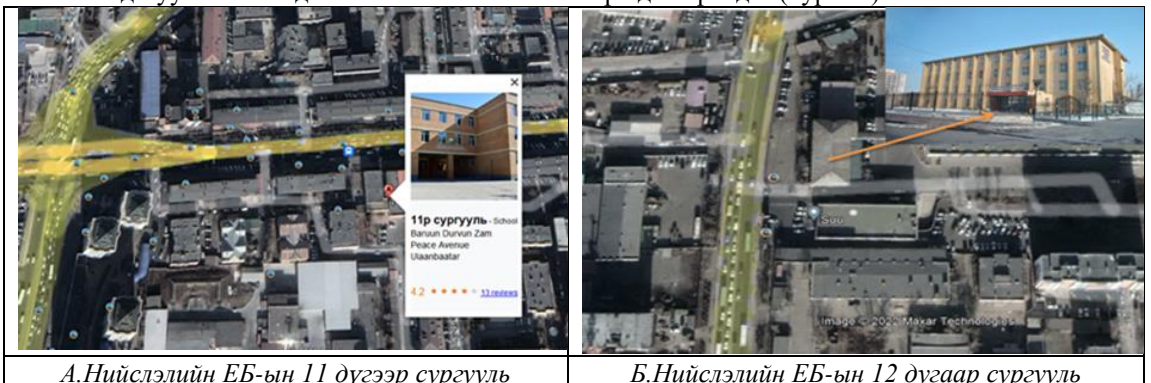 11р сургууль - School
Baruun Durvun Zam
Peace Avenue
Ulaanbaatar
4.2
13 reviews
Image © 2022 Maxar Technologies
А.Нийслэлийн ЕБ-ын 11 дүгээр сургууль
Б.Нийслэлийн ЕБ-ын 12 дугаар сургууль